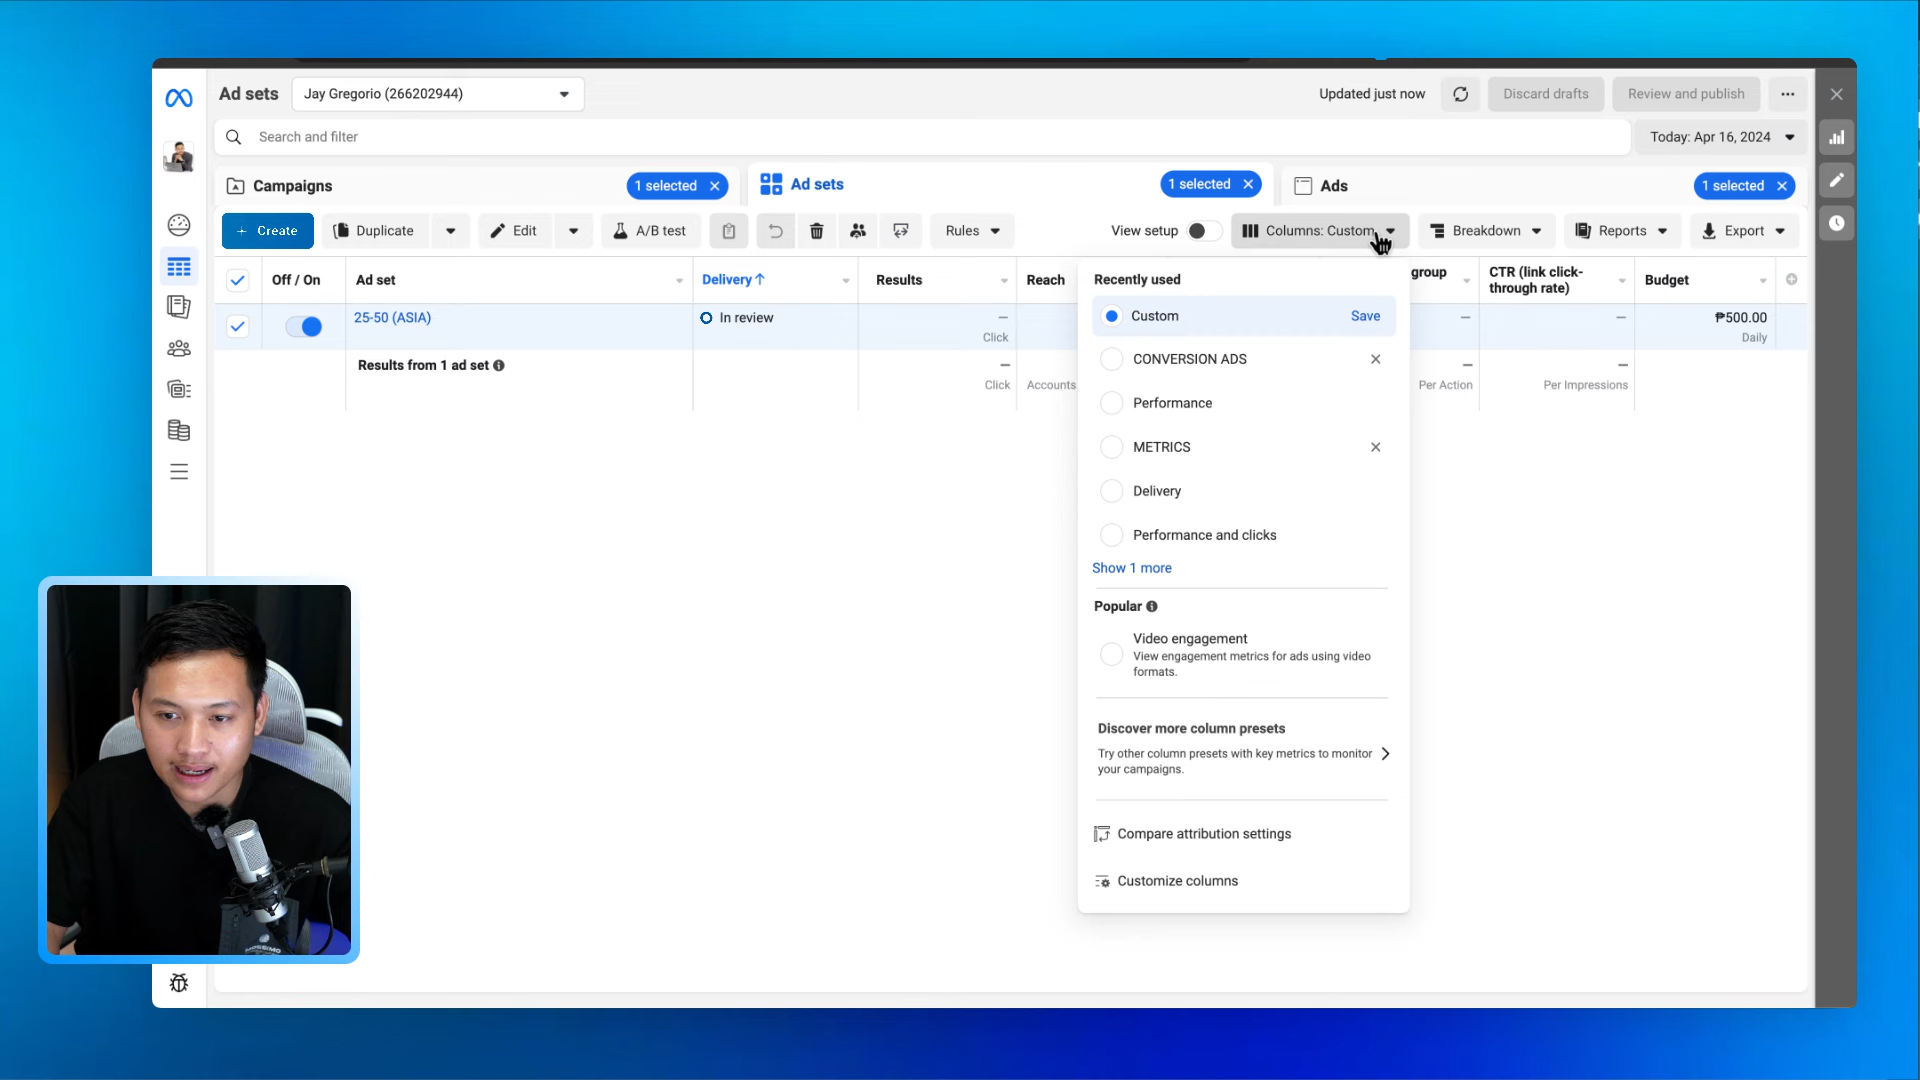 Ad sets
Jay Gregorio (266202944)
Updated just now
Discard drafts
Review and publish
Search and filter
Today: Apr 16, 2024
Campaigns
1 selected
Ad sets
1 selected
Ads
1 selected
+ Create
Duplicate
Edit
A/B test
Rules
View setup
Columns: Custom
Breakdown
Reports
Export
Off / On
Ad set
Delivery ↑
Results
Reach
group
CTR (link click-
through rate)
Budget
25-50 (ASIA)
In review
—
Click
—
—
₱500.00
Daily
Results from 1 ad set
—
Click
Accounts
—
Per Action
—
Per Impressions
Recently used
Custom
Save
CONVERSION ADS
Performance
METRICS
Delivery
Performance and clicks
Show 1 more
Popular
Video engagement
View engagement metrics for ads using video
formats.
Discover more column presets
Try other column presets with key metrics to monitor
your campaigns.
Compare attribution settings
Customize columns
MOSSIMO